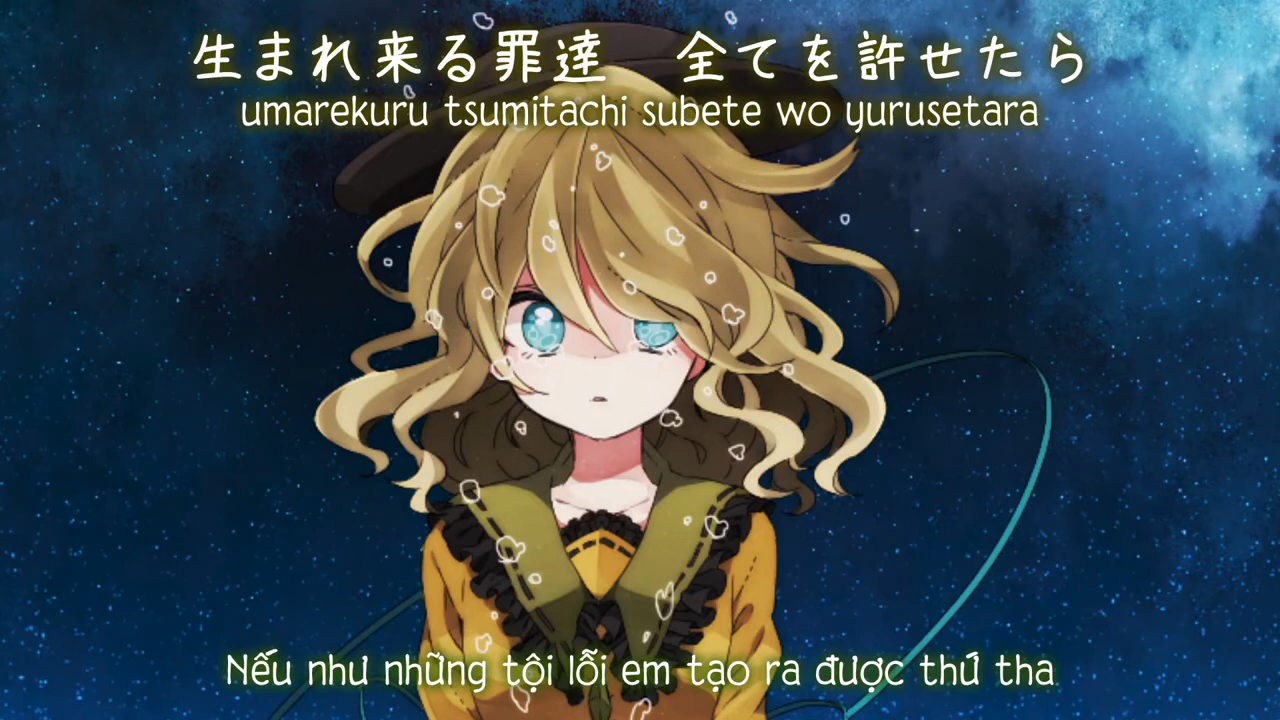 生まれ来る罪達　全てを許せたら
umarekuru tsumitachi subete wo yurusetara
Nếu như những tội lỗi em tạo ra được thứ tha